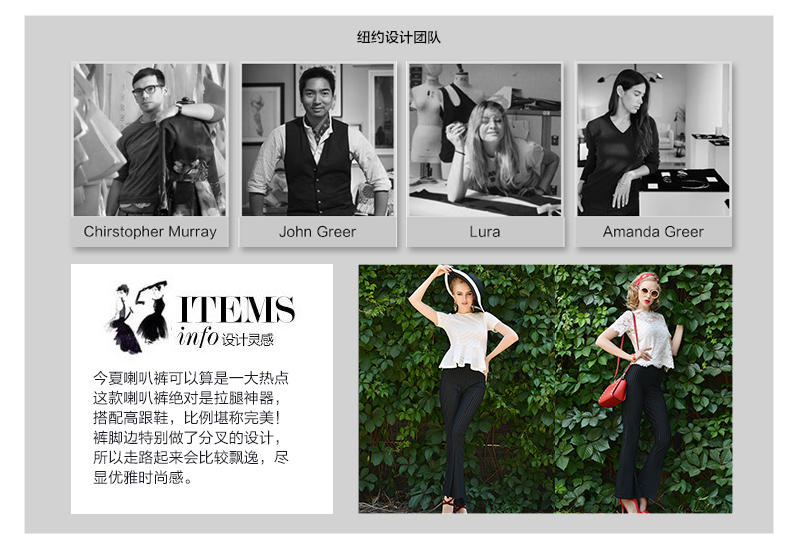 纽约设计团队
Chirstopher Murray
John Greer
Lura
Amanda Greer
ITEMS
info 设计灵感
今夏喇叭裤可以算是一大热点
这款喇叭裤绝对是拉腿神器，
搭配高跟鞋，比例堪称完美！
裤脚边特别做了分叉的设计，
所以走路起来会比较飘逸，尽
显优雅时尚感。